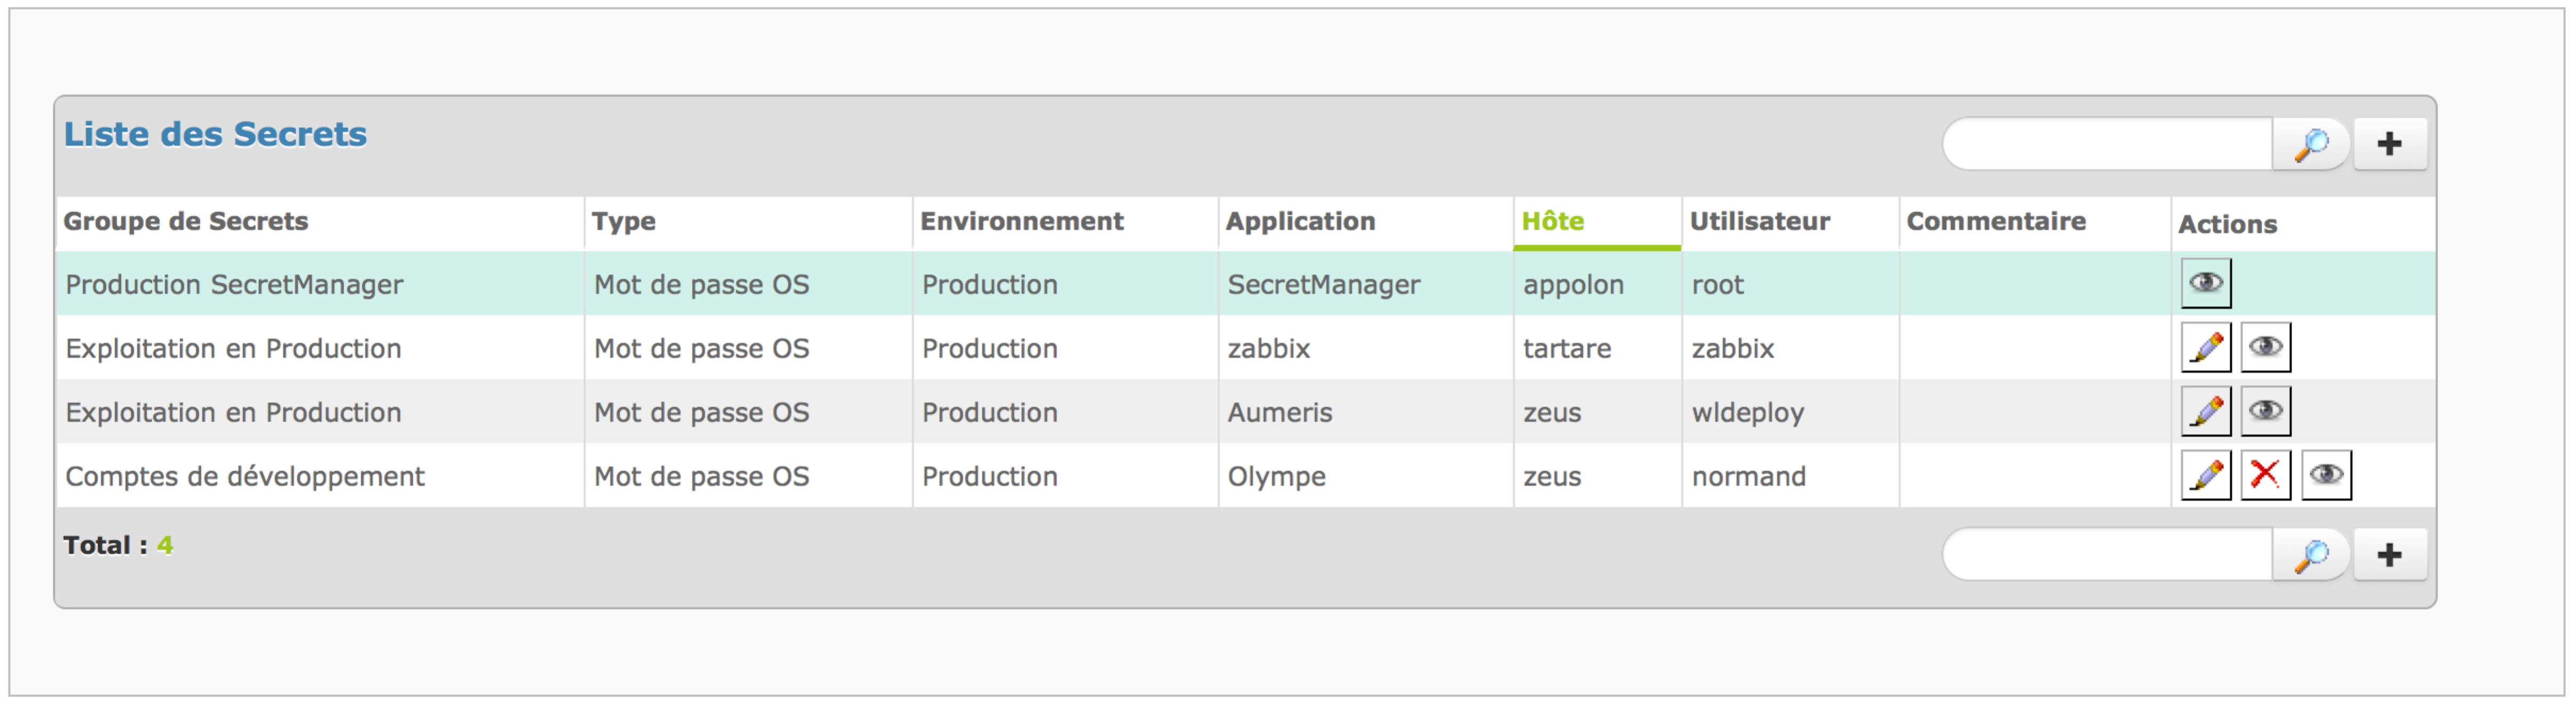 Liste des Secrets
Groupe de Secrets Type Environnement Application Hôte Utilisateur Commentaire Actions
Production SecretManager Mot de passe OS Production SecretManager appolon root
Exploitation en Production Mot de passe OS Production zabbix tartare zabbix
Exploitation en Production Mot de passe OS Production Aumeris zeus wldeploy
Comptes de développement Mot de passe OS Production Olympe zeus normand
Total : 4